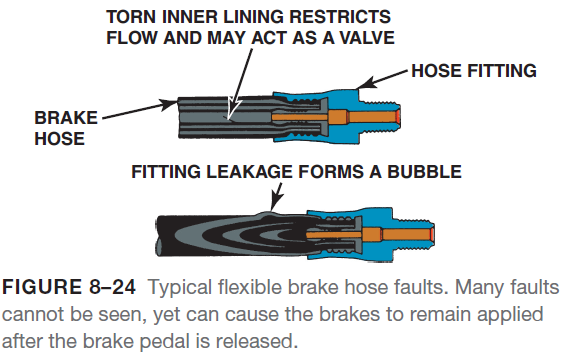 TORN INNER LINING RESTRICTS
FLOW AND MAY ACT AS A VALVE
HOSE FITTING
BRAKE
HOSE
FITTING LEAKAGE FORMS A BUBBLE
FIGURE 8–24 Typical flexible brake hose faults. Many faults
cannot be seen, yet can cause the brakes to remain applied
after the brake pedal is released.